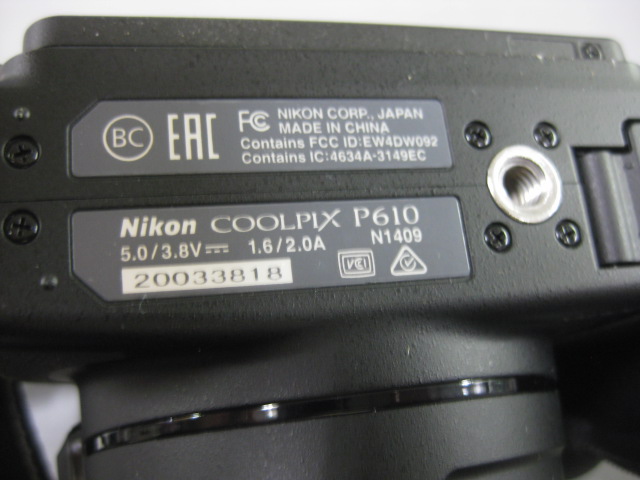 BC EAC FC NIKON CORP., JAPAN
MADE IN CHINA
Contains FCC ID:EW4DW092
Contains IC:4634A-3149EC
Nikon COOLPIX P610
5.0/3.8V⎓ 1.6/2.0A N1409
20033818 VCI